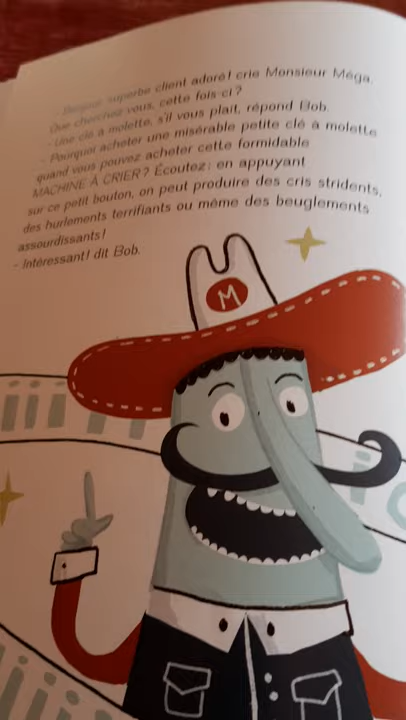 - Bonjour, superbe client adoré! crie Monsieur Méga.
Que cherchez-vous, cette fois-ci?
- Une clé à molette, s'il vous plaît, répond Bob.
- Pourquoi acheter une misérable petite clé à molette
quand vous pouvez acheter cette formidable
MACHINE À CRIER? Écoutez: en appuyant
sur ce petit bouton, on peut produire des cris stridents,
des hurlements terrifiants ou même des beuglements
assourdissants!
- Intéressant! dit Bob.
M